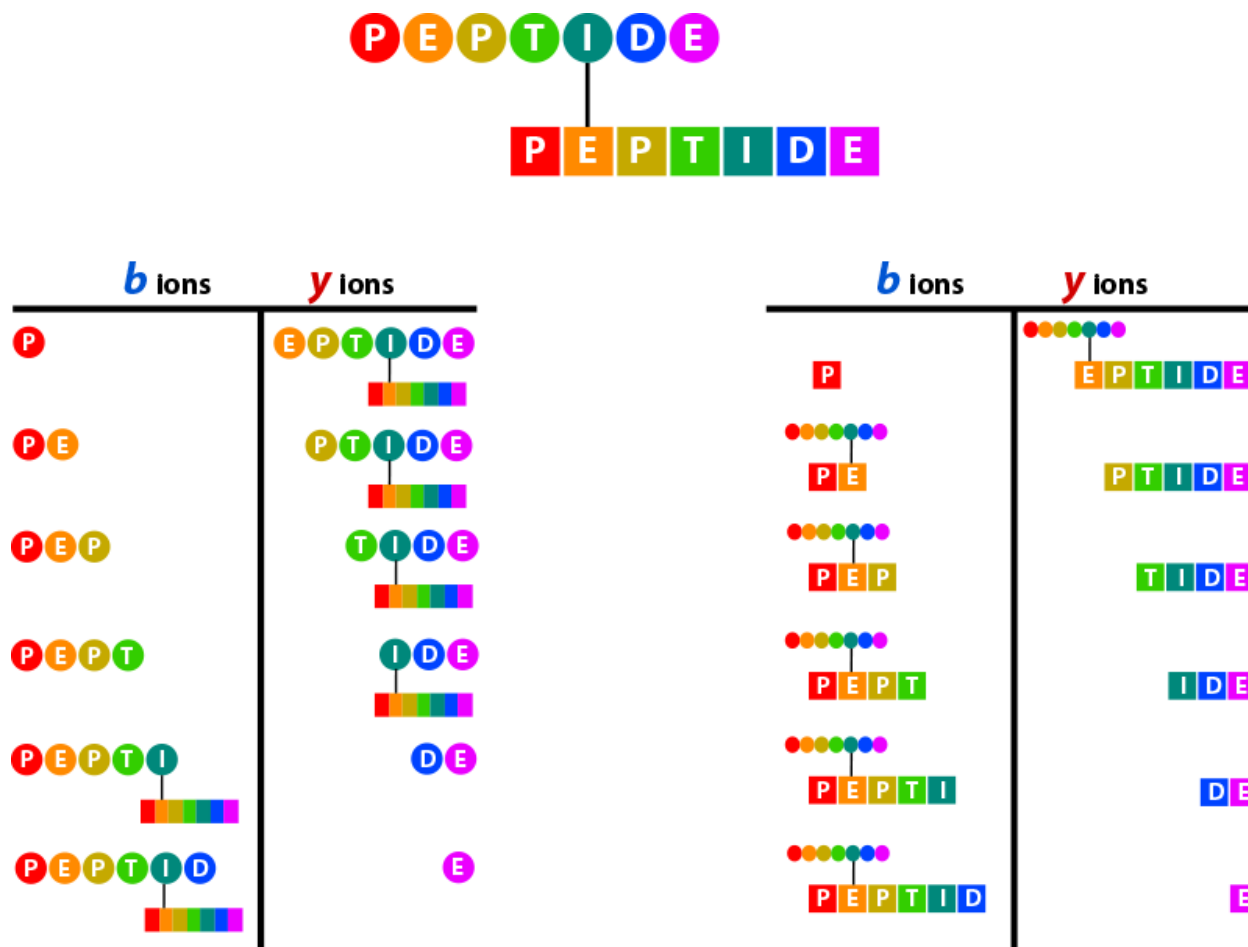 PEPTIDE
PEPTIDE
b ions y ions
P EPTIDE
PE PTIDE
PEP TIDE
PEPT IDE
PEPTI DE
PEPTID E
b ions y ions
P EPTIDE
PE PTIDE
PEP TIDE
PEPT IDE
PEPTI DE
PEPTID E